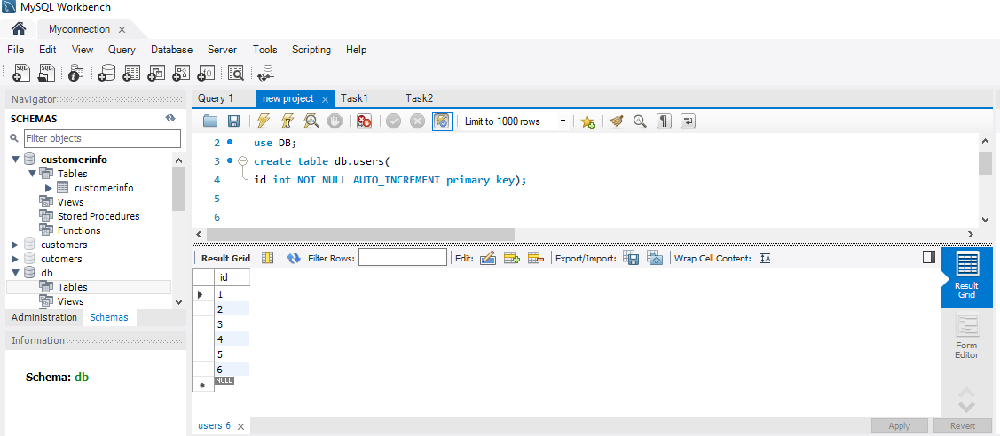 MySQL Workbench
Myconnection
File Edit View Query Database Server Tools Scripting Help
SQL SQL
Navigator
SCHEMAS
Filter objects
customerinfo
Tables
customerinfo
Views
Stored Procedures
Functions
customers
cutomers
db
Tables
Views
Administration Schemas
Information
Schema: db
Query 1 new project Task1 Task2
Limit to 1000 rows
2 use DB;
3 create table db.users(
4 id int NOT NULL AUTO_INCREMENT primary key);
5
6
Result Grid Filter Rows: Edit: Export/Import: Wrap Cell Content: IA
id
1
2
3
4
5
6
NULL
Result
Grid
Form
Editor
users 6
Apply Revert